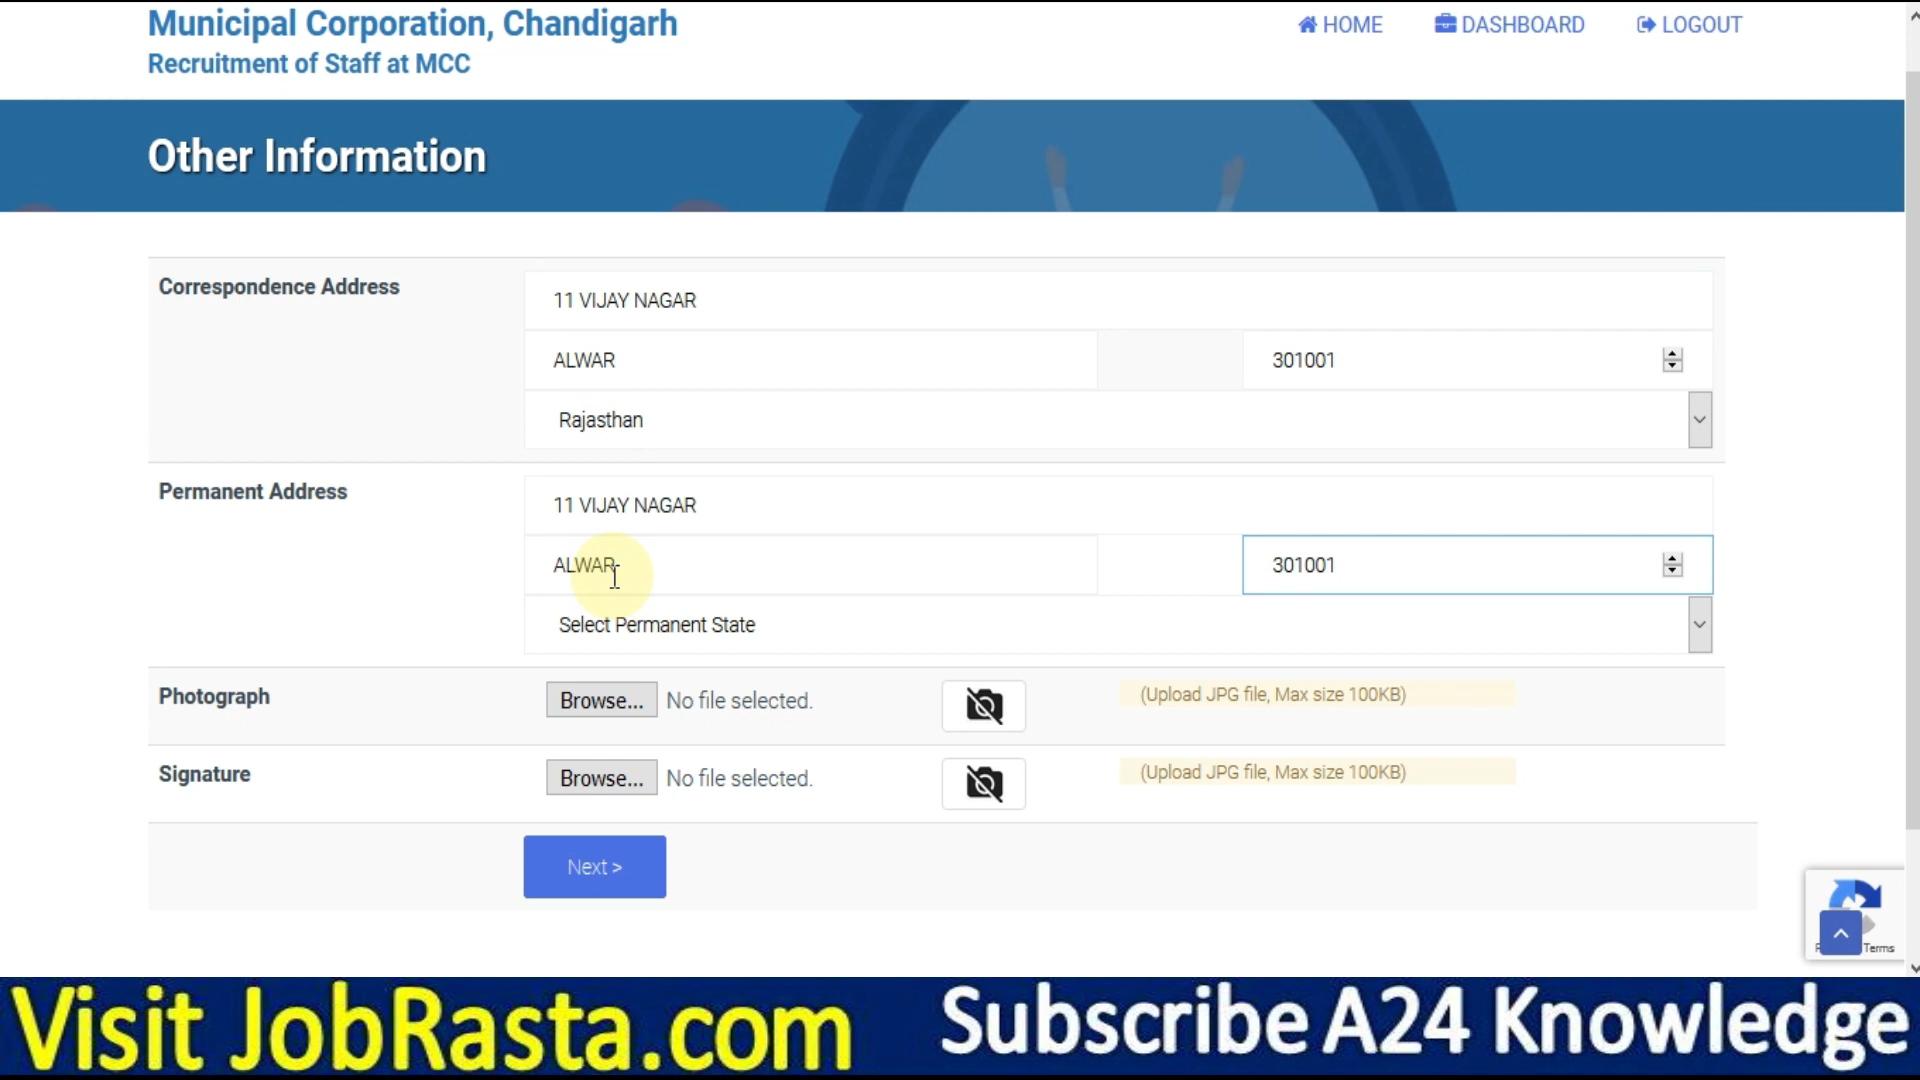 Municipal Corporation, Chandigarh
HOME
DASHBOARD
LOGOUT
Recruitment of Staff at MCC
Other Information
Correspondence Address
11 VIJAY NAGAR
ALWAR
301001
Rajasthan
Permanent Address
11 VIJAY NAGAR
ALWAR
301001
Select Permanent State
Photograph
Browse... No file selected.
(Upload JPG file, Max size 100KB)
Signature
Browse... No file selected.
(Upload JPG file, Max size 100KB)
Next >
Terms
Visit JobRasta.com
Subscribe A24 Knowledge